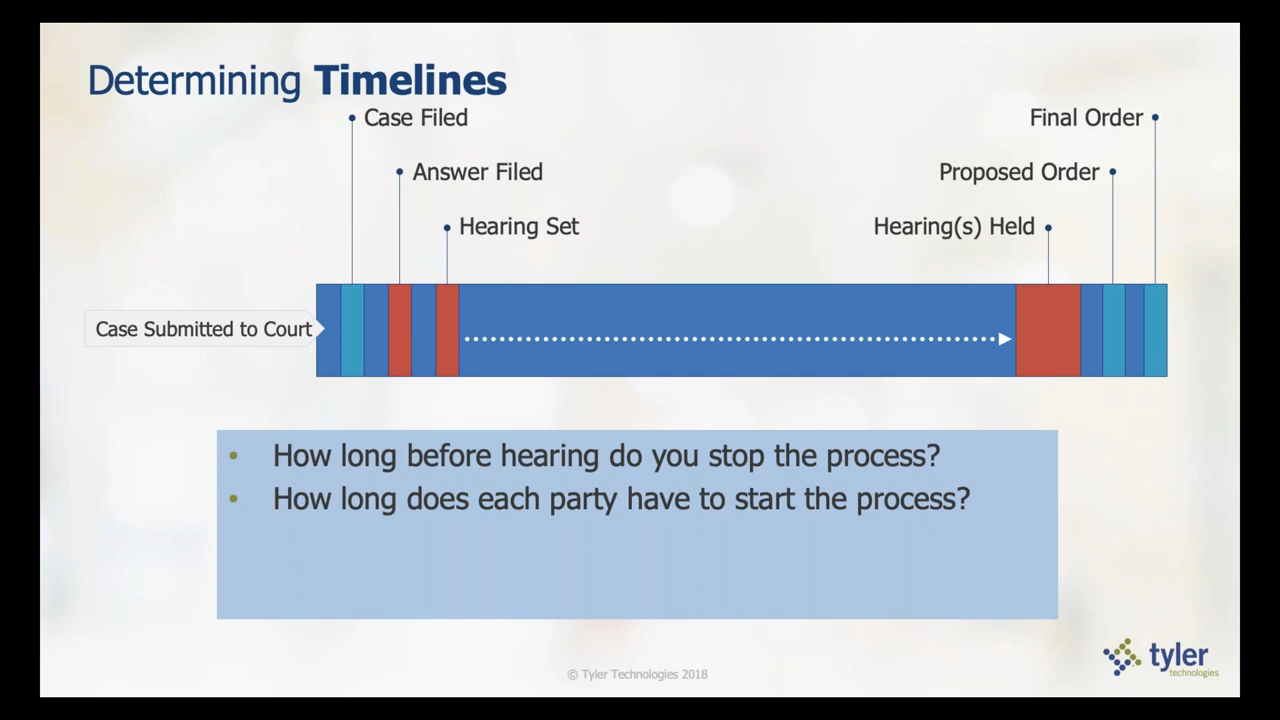 Determining Timelines
Case Filed
Final Order
Answer Filed
Proposed Order
Hearing Set
Hearing(s) Held
Case Submitted to Court
• How long before hearing do you stop the process?
• How long does each party have to start the process?
© Tyler Technologies 2018
tyler
technologies